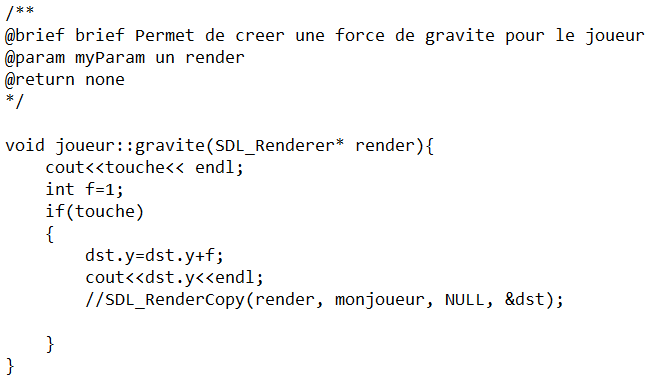 /**
@brief brief Permet de creer une force de gravite pour le joueur
@param myParam un render
@return none
*/

void joueur::gravite(SDL_Renderer* render){
    cout<<touche<< endl;
    int f=1;
    if(touche)
    {
        dst.y=dst.y+f;
        cout<<dst.y<<endl;
        //SDL_RenderCopy(render, monjoueur, NULL, &dst);

    }
}